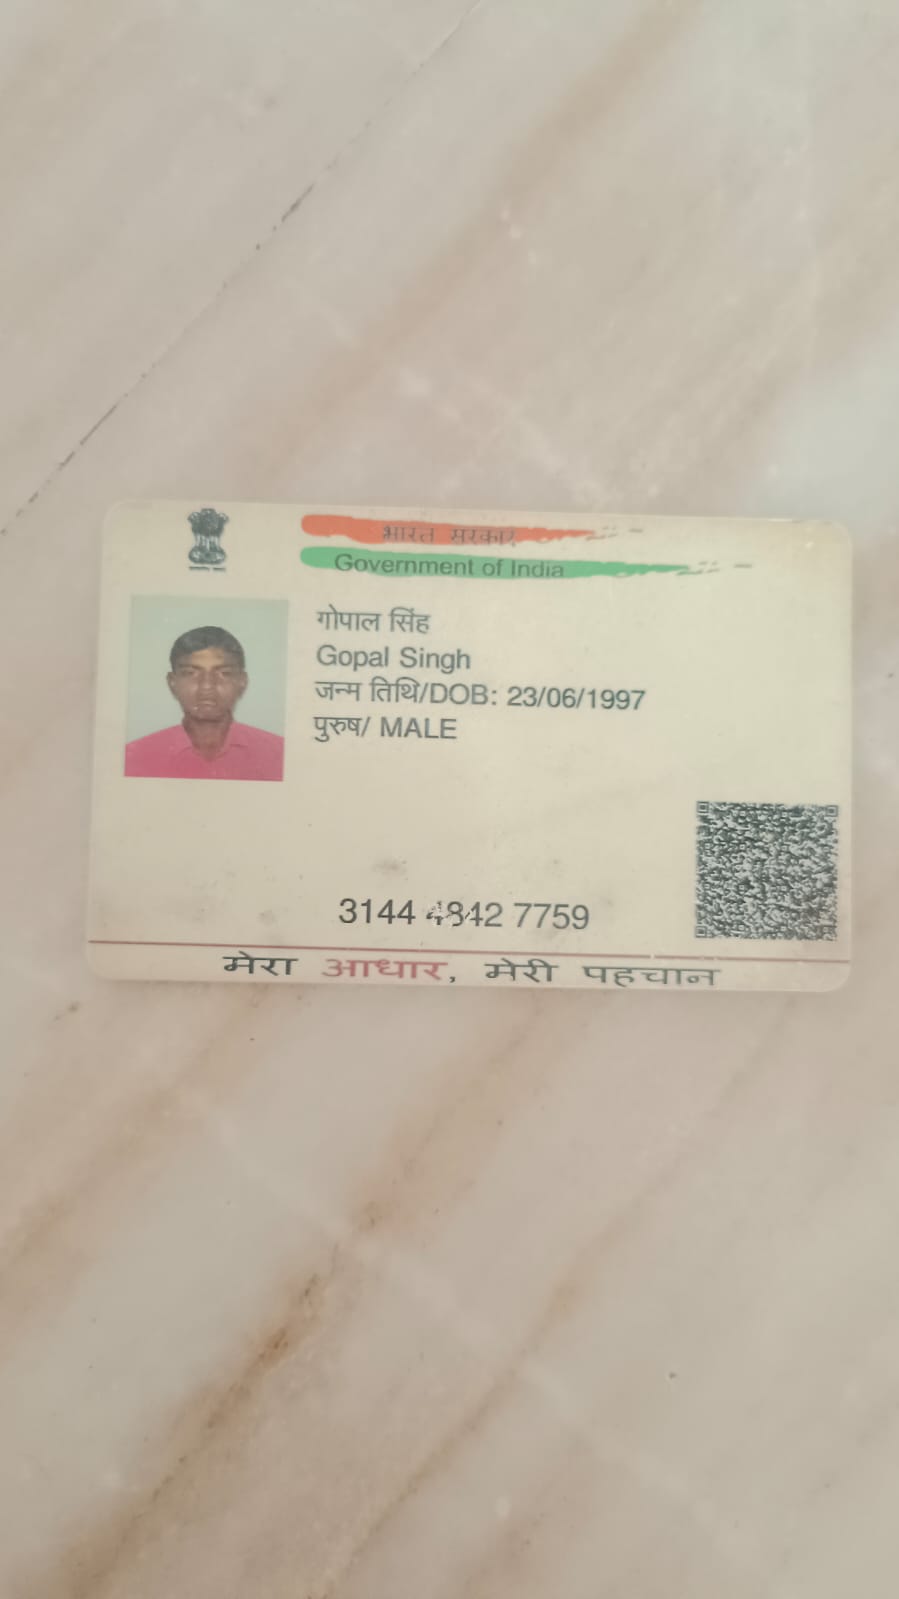 भारत सरकार
Government of India
गोपाल सिंह
Gopal Singh
जन्म तिथि/DOB: 23/06/1997
पुरुष/ MALE
3144 4842 7759
मेरा आधार, मेरी पहचान